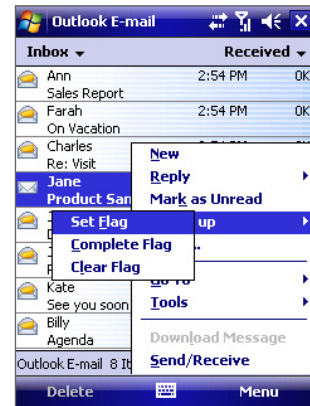 Outlook E-mail
Inbox Received
Ann 2:54 PM 0K
Sales Report
Farah 2:54 PM 0K
On Vacation
Charles
Re: Visit
New
Jane
Reply
Product San
Mark as Unread
Set Flag up
Complete Flag ...
Clear Flag
Kate
Tools
See you soon
Billy
Download Message
Agenda
Outlook E-mail 8 It
Send/Receive
Delete Menu